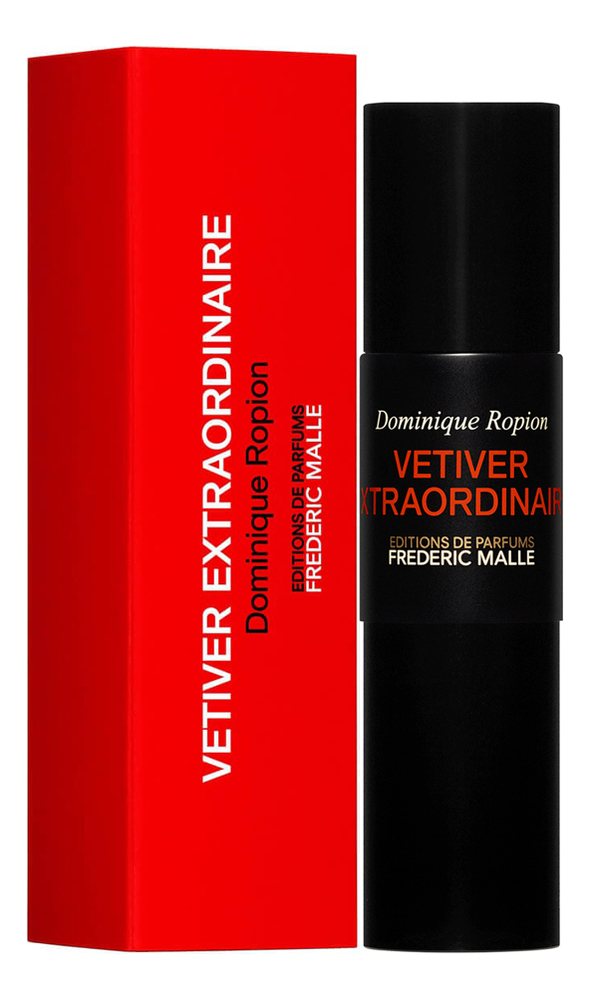 VETIVER EXTRAORDINAIRE
Dominique Ropion
EDITIONS DE PARFUMS
FREDERIC MALLE
Dominique Ropion
VETIVER
XTRAORDINAIR
EDITIONS DE PARFUMS
FREDERIC MALLE